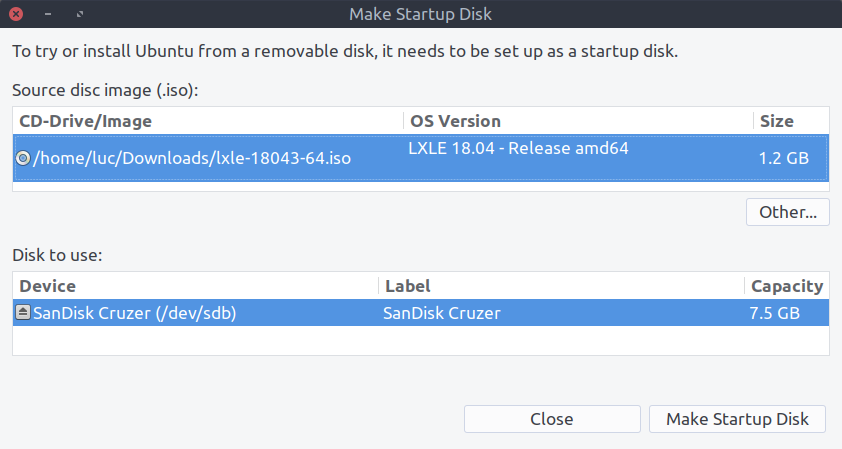 Make Startup Disk
To try or install Ubuntu from a removable disk, it needs to be set up as a startup disk.
Source disc image (.iso):
CD-Drive/Image OS Version Size
/home/luc/Downloads/lxle-18043-64.iso LXLE 18.04 - Release amd64 1.2 GB
Other...
Disk to use:
Device Label Capacity
SanDisk Cruzer (/dev/sdb) SanDisk Cruzer 7.5 GB
Close Make Startup Disk